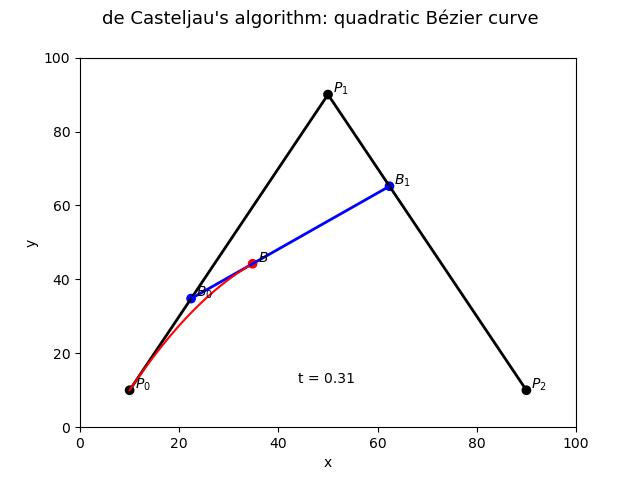 de Casteljau's algorithm: quadratic Bézier curve
100
80
60
40
20
0
y
P₁
B₁
B
B₀
P₀
P₂
t = 0.31
0 20 40 60 80 100
x